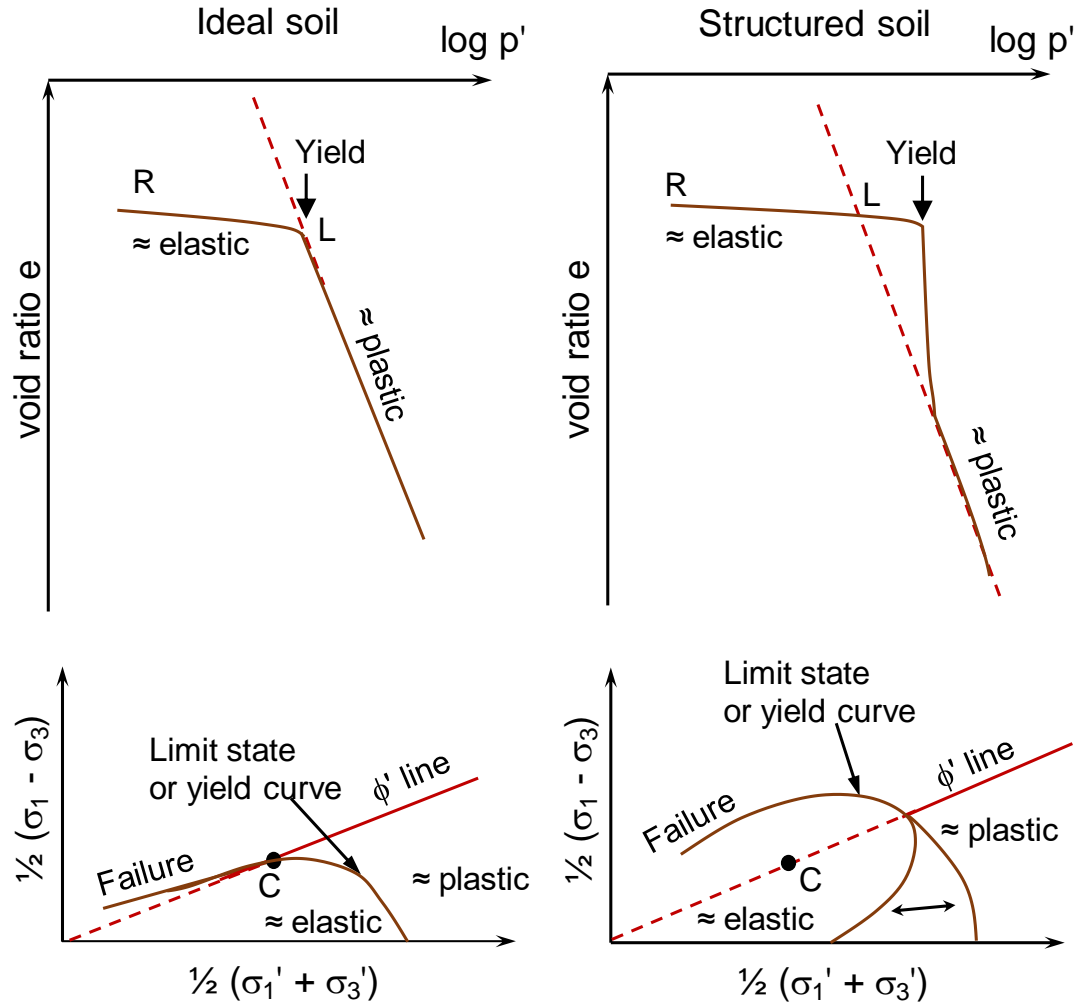 Ideal soil
log p'
Yield
R
L
≈ elastic
≈ plastic
void ratio e
Structured soil
log p'
Yield
R
L
≈ elastic
≈ plastic
void ratio e
½ (σ₁ - σ₃)
Limit state
or yield curve
ϕ' line
Failure
C
≈ plastic
≈ elastic
½ (σ₁' + σ₃')
½ (σ₁ - σ₃)
Limit state
or yield curve
ϕ' line
Failure
≈ plastic
C
≈ elastic
½ (σ₁' + σ₃')